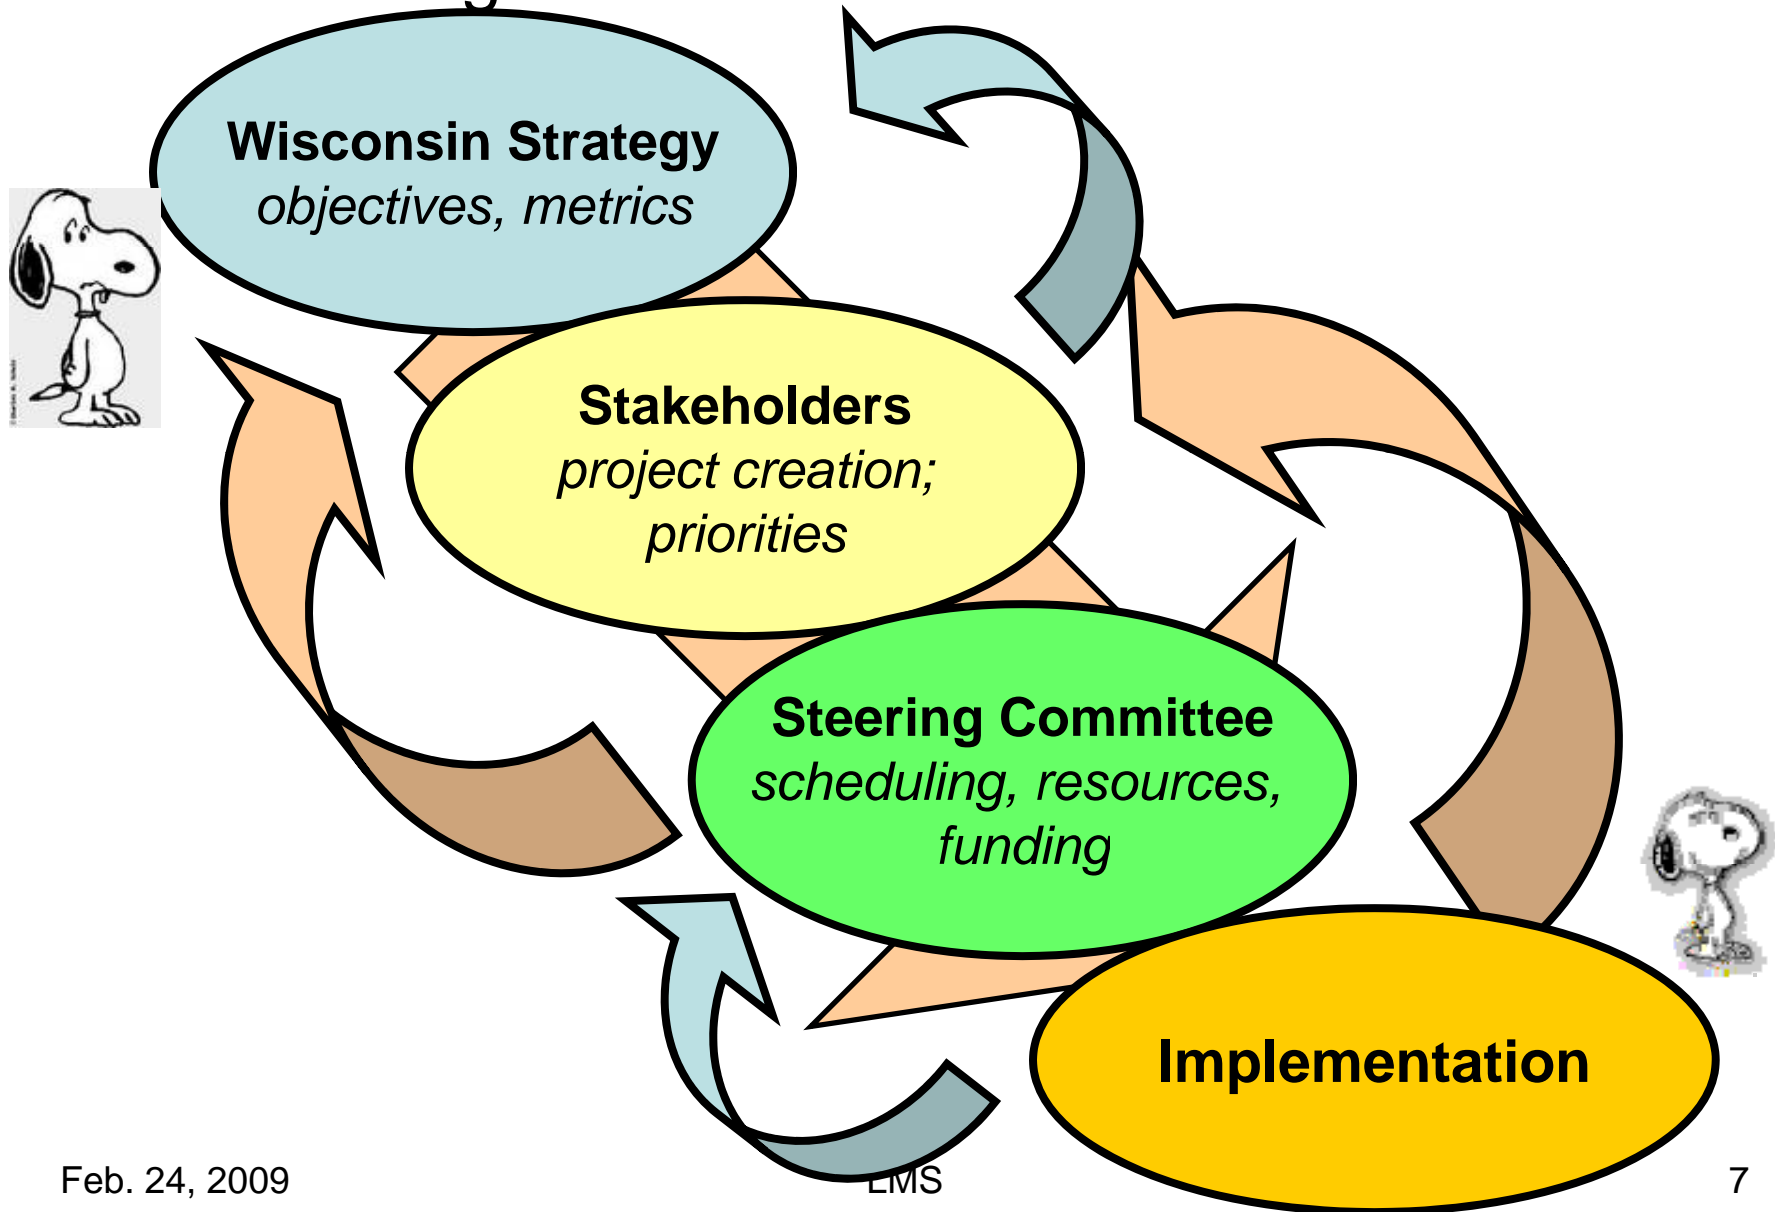 Wisconsin Strategy
objectives, metrics
Stakeholders
project creation;
priorities
Steering Committee
scheduling, resources,
funding
Implementation
Feb. 24, 2009
LMS
7